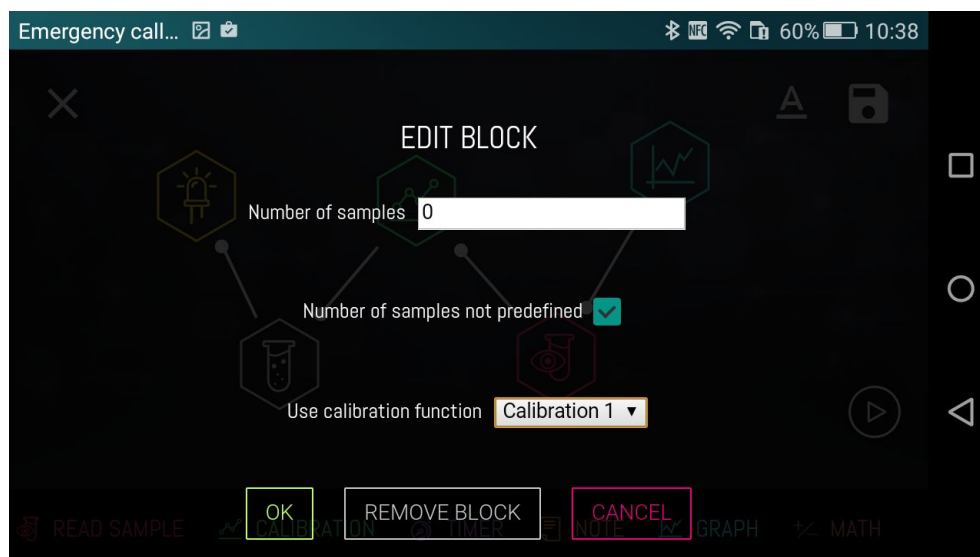 Emergency call... NFC 60% 10:38
A
EDIT BLOCK
Number of samples 0
Number of samples not predefined
Use calibration function Calibration 1
OK REMOVE BLOCK CANCEL
READ SAMPLE CALIBRATION TIMER NOTE GRAPH MATH